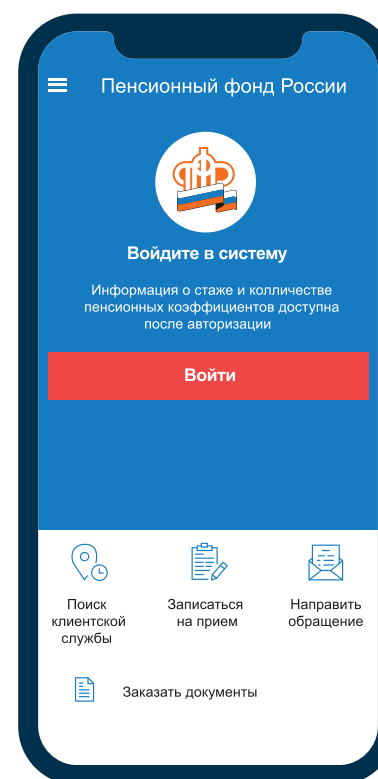 Пенсионный фонд России
Войдите в систему
Информация о стаже и колличестве
пенсионных коэффициентов доступна
после авторизации
Войти
Поиск
клиентской
службы
Записаться
на прием
Направить
обращение
Заказать документы